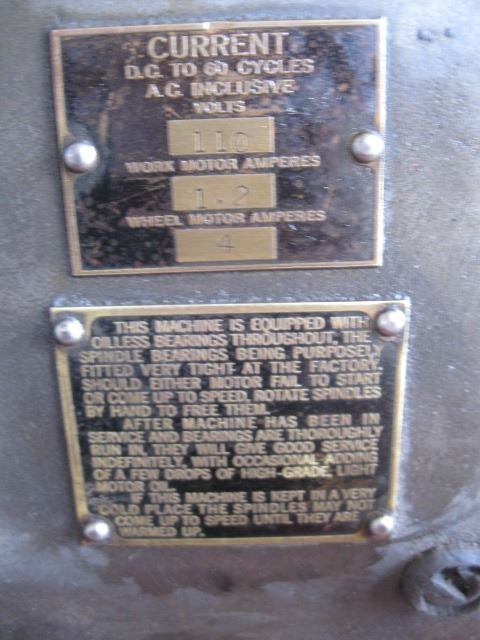 CURRENT
D.C. TO 60 CYCLES
A.C. INCLUSIVE
VOLTS
110
WORK MOTOR AMPERES
1.2
WHEEL MOTOR AMPERES
4
THIS MACHINE IS EQUIPPED WITH
OILLESS BEARINGS THROUGHOUT, THE
SPINDLE BEARINGS BEING PURPOSELY
FITTED VERY TIGHT AT THE FACTORY.
SHOULD EITHER MOTOR FAIL TO START
OR COME UP TO SPEED, ROTATE SPINDLES
BY HAND TO FREE THEM.
AFTER MACHINE HAS BEEN IN
SERVICE AND BEARINGS ARE THOROUGHLY
RUN IN, THEY WILL GIVE GOOD SERVICE
INDEFINITELY, WITH OCCASIONAL ADDING
OF A FEW DROPS OF HIGH-GRADE, LIGHT
MOTOR OIL.
IF THIS MACHINE IS KEPT IN A VERY
COLD PLACE THE SPINDLES MAY NOT
COME UP TO SPEED UNTIL THEY ARE
WARMED UP.